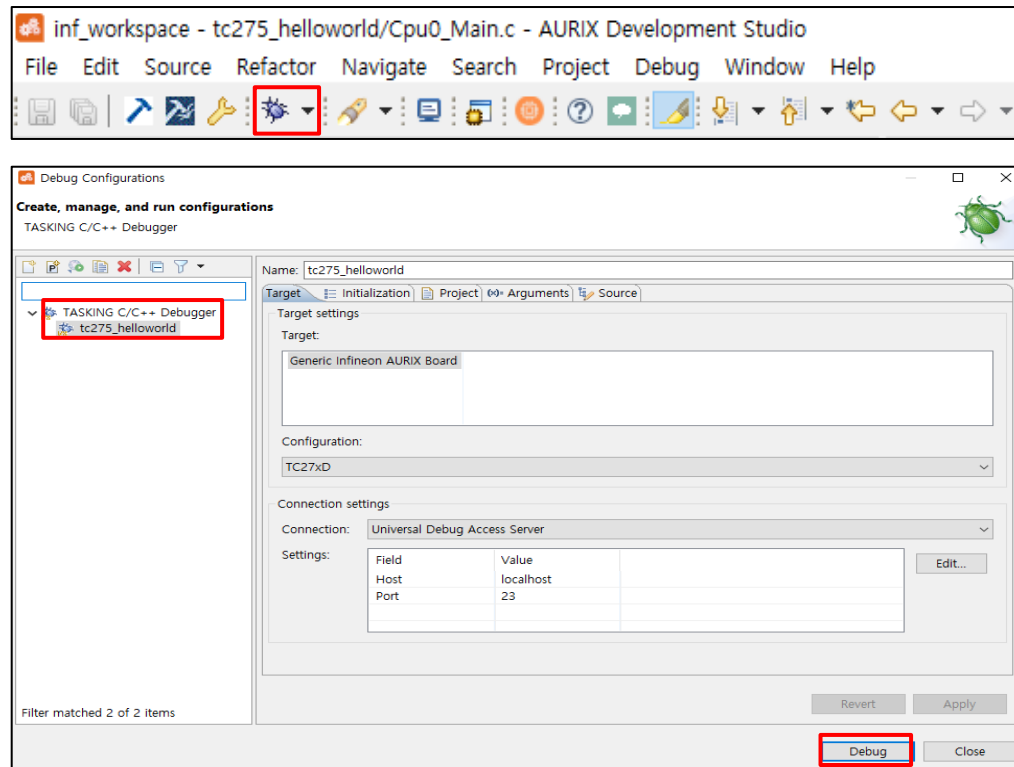 inf_workspace - tc275_helloworld/Cpu0_Main.c - AURIX Development Studio
File Edit Source Refactor Navigate Search Project Debug Window Help
Debug Configurations
Create, manage, and run configurations
TASKING C/C++ Debugger
Name: tc275_helloworld
Target Initialization Project (x)= Arguments Source
TASKING C/C++ Debugger
tc275_helloworld
Target settings
Target:
Generic Infineon AURIX Board
Configuration:
TC27xD
Connection settings
Connection: Universal Debug Access Server
Settings:
Field Value
Host localhost
Port 23
Edit...
Filter matched 2 of 2 items
Revert Apply
Debug Close